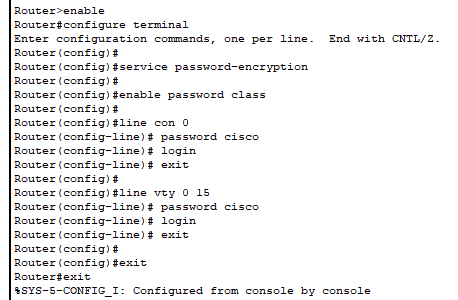 Router>enable
Router#configure terminal
Enter configuration commands, one per line.  End with CNTL/Z.
Router(config)#
Router(config)#service password-encryption
Router(config)#
Router(config)#enable password class
Router(config)#
Router(config)#line con 0
Router(config-line)# password cisco
Router(config-line)# login
Router(config-line)# exit
Router(config)#
Router(config)#line vty 0 15
Router(config-line)# password cisco
Router(config-line)# login
Router(config-line)# exit
Router(config)#
Router(config)#exit
Router#exit
%SYS-5-CONFIG_I: Configured from console by console